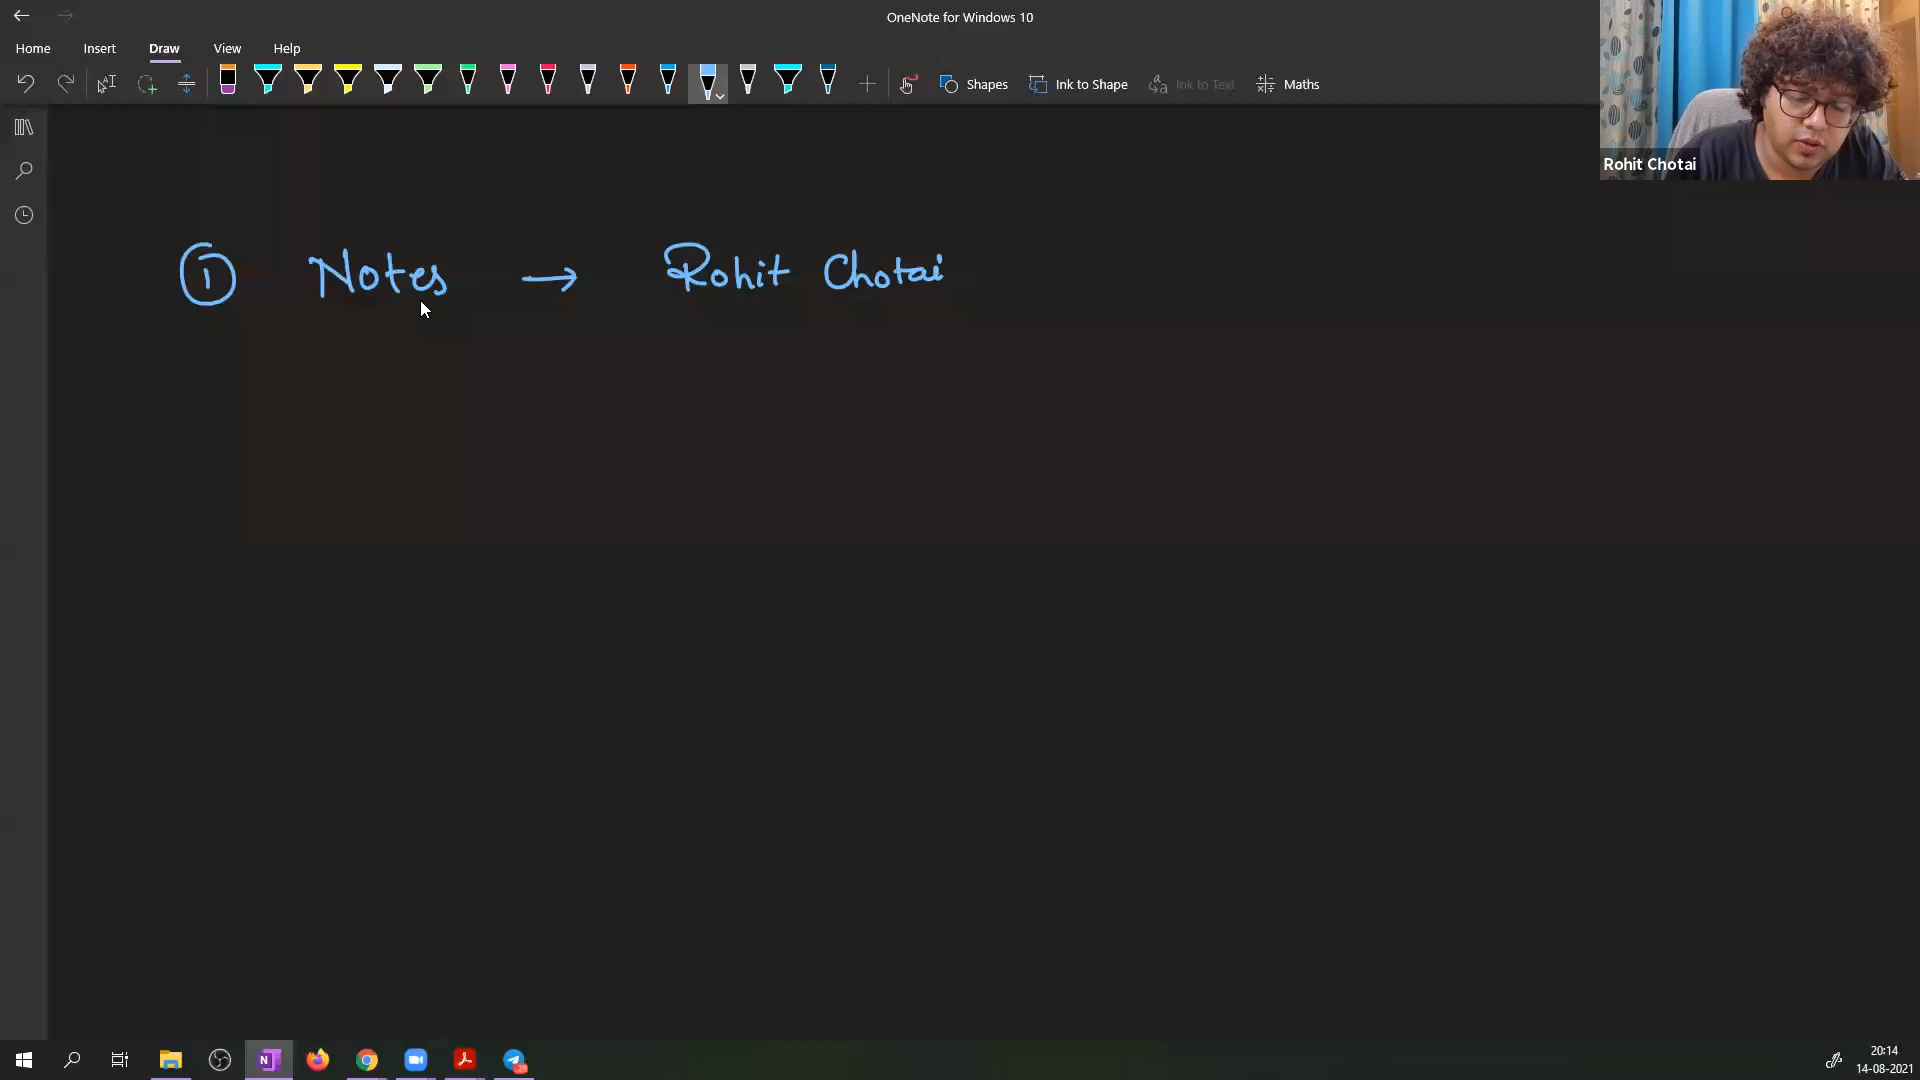 OneNote for Windows 10
Home Insert Draw View Help
Shapes Ink to Shape Ink to Text Maths
Rohit Chotai
① Notes → Rohit Chotai
20:14
14-08-2021